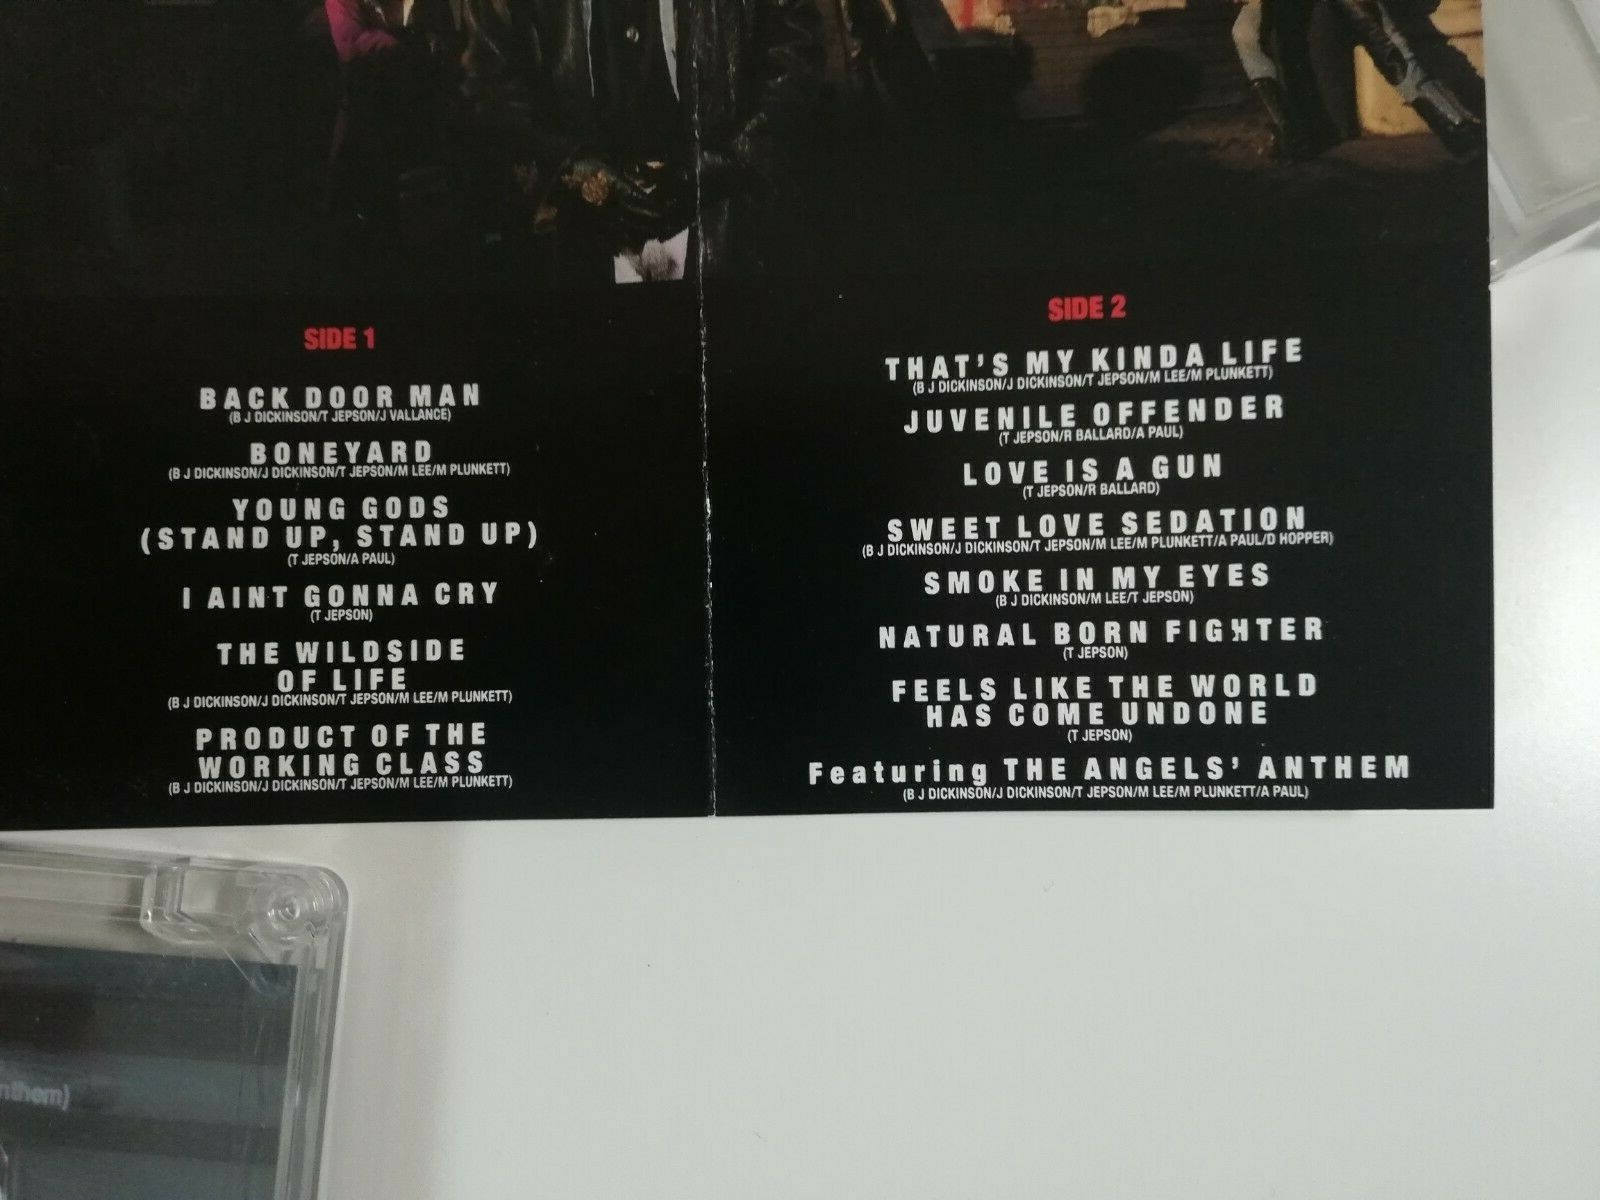 SIDE 1
BACK DOOR MAN
(B J DICKINSON/T JEPSON/J VALLANCE)
BONEYARD
(B J DICKINSON/J DICKINSON/T JEPSON/M LEE/M PLUNKETT)
YOUNG GODS
(STAND UP, STAND UP)
(T JEPSON/A PAUL)
I AINT GONNA CRY
(T JEPSON)
THE WILDSIDE
OF LIFE
(B J DICKINSON/J DICKINSON/T JEPSON/M LEE/M PLUNKETT)
PRODUCT OF THE
WORKING CLASS
(B J DICKINSON/J DICKINSON/T JEPSON/M LEE/M PLUNKETT)
SIDE 2
THAT'S MY KINDA LIFE
(B J DICKINSON/J DICKINSON/T JEPSON/M LEE/M PLUNKETT)
JUVENILE OFFENDER
(T JEPSON/R BALLARD/A PAUL)
LOVE IS A GUN
(T JEPSON/R BALLARD)
SWEET LOVE SEDATION
(B J DICKINSON/J DICKINSON/T JEPSON/M LEE/M PLUNKETT/A PAUL/D HOPPER)
SMOKE IN MY EYES
(B J DICKINSON/M LEE/T JEPSON)
NATURAL BORN FIGHTER
(T JEPSON)
FEELS LIKE THE WORLD
HAS COME UNDONE
(T JEPSON)
Featuring THE ANGELS' ANTHEM
(B J DICKINSON/J DICKINSON/T JEPSON/M LEE/M PLUNKETT/A PAUL)
nthem)